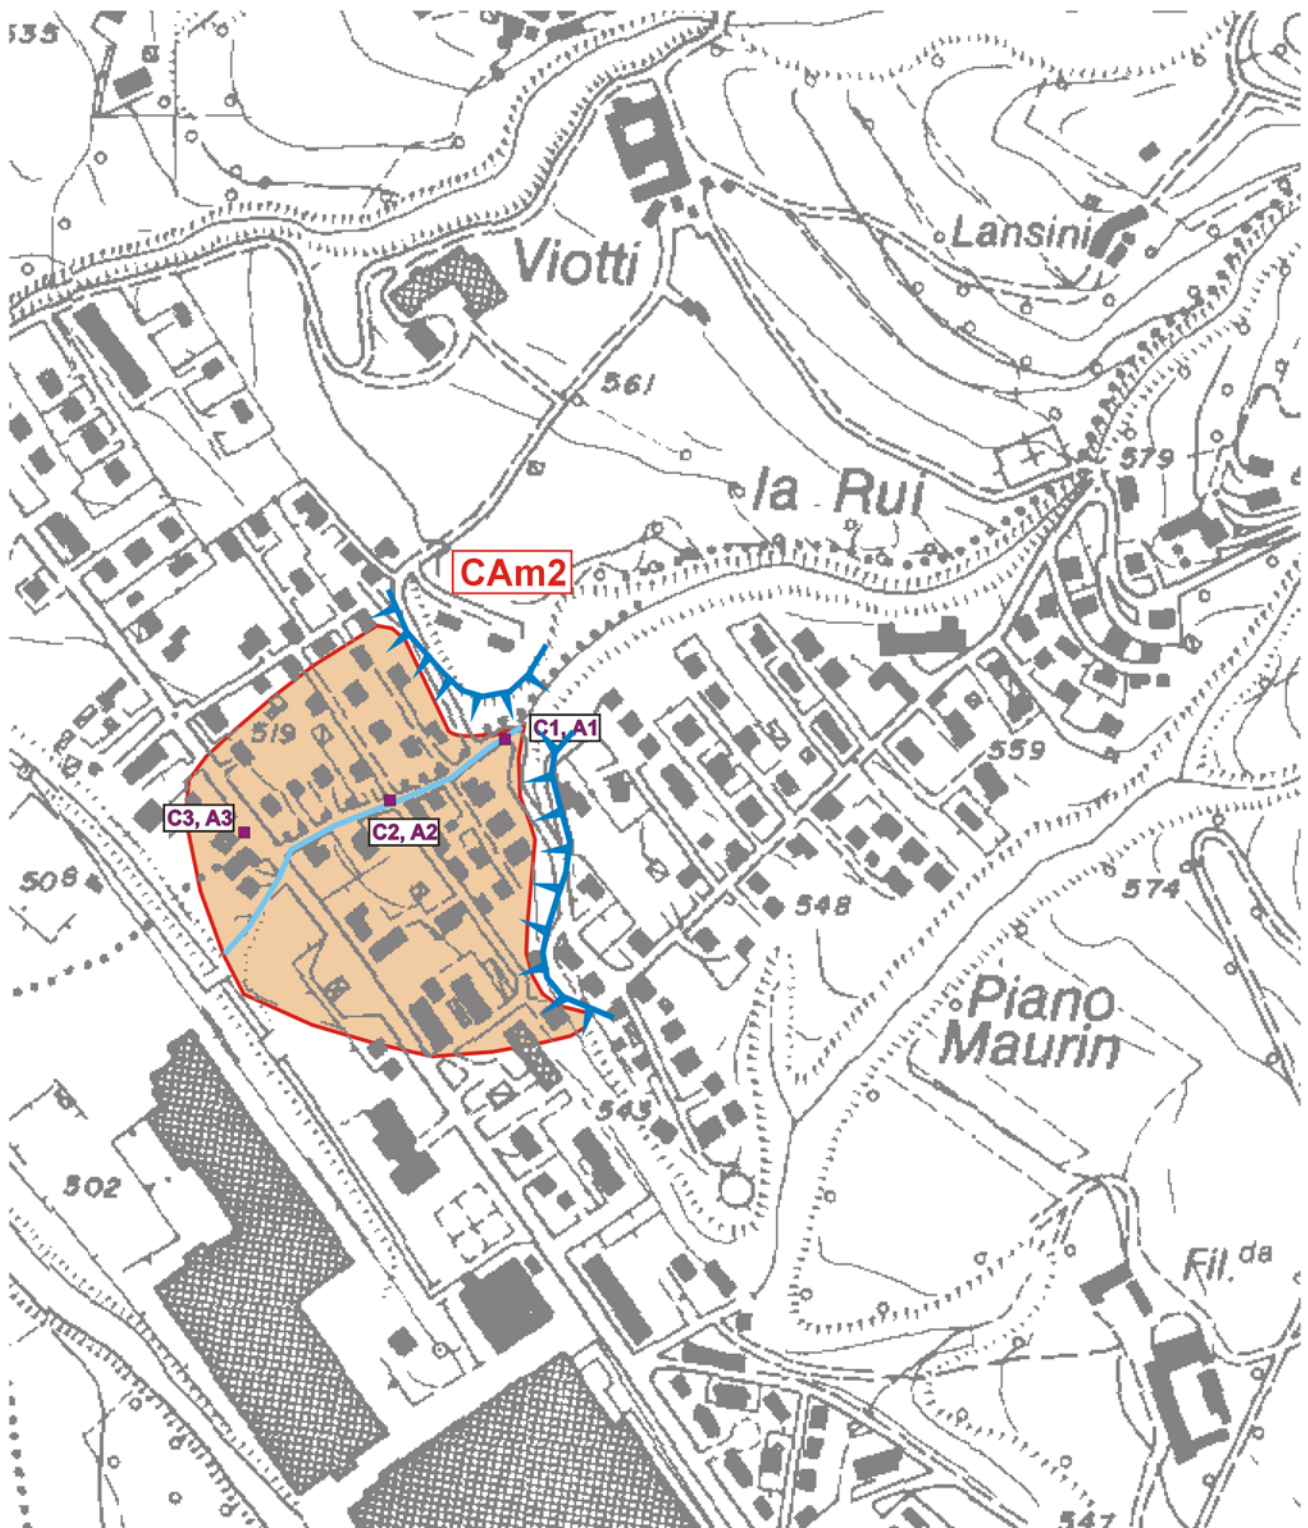 535
Viotti
Lansini
561
579
la Rui
CAm2
519
C1, A1
559
C3, A3
C2, A2
508
574
548
Piano
Maurin
543
502
Fil.da
547